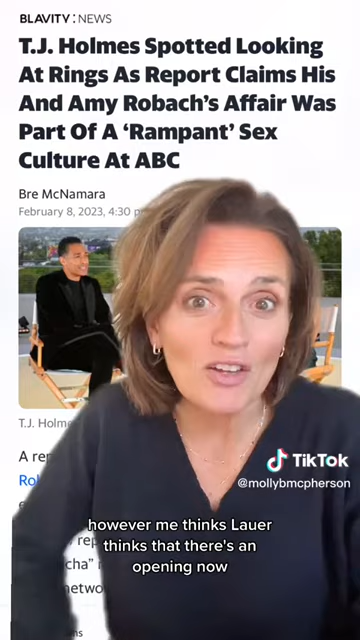 BLAVITY : NEWS
T.J. Holmes Spotted Looking
At Rings As Report Claims His
And Amy Robach's Affair Was
Part Of A 'Rampant' Sex
Culture At ABC
Bre McNamara
February 8, 2023, 4:30 p
T.J. Holme
A rep
TikTok
@mollybmcpherson
however me thinks Lauer
thinks that there's an
opening now